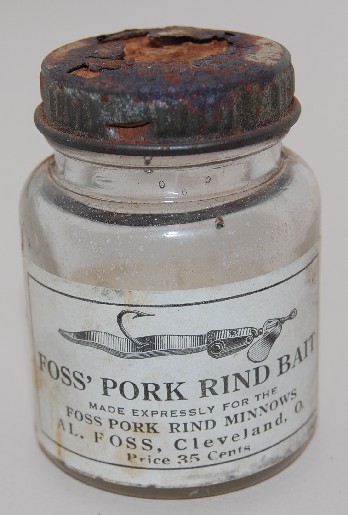 FOSS' PORK RIND BAIT
MADE EXPRESSLY FOR THE
FOSS PORK RIND MINNOWS
AL. FOSS, Cleveland, O.
Price 35 Cents